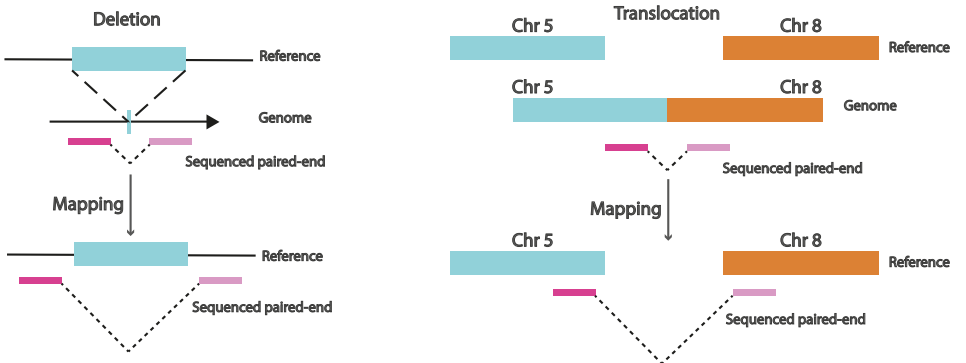 Deletion
Reference
Genome
Sequenced paired-end
Mapping
Reference
Sequenced paired-end
Translocation
Chr 5
Chr 8
Reference
Chr 5
Chr 8
Genome
Sequenced paired-end
Mapping
Chr 5
Chr 8
Reference
Sequenced paired-end